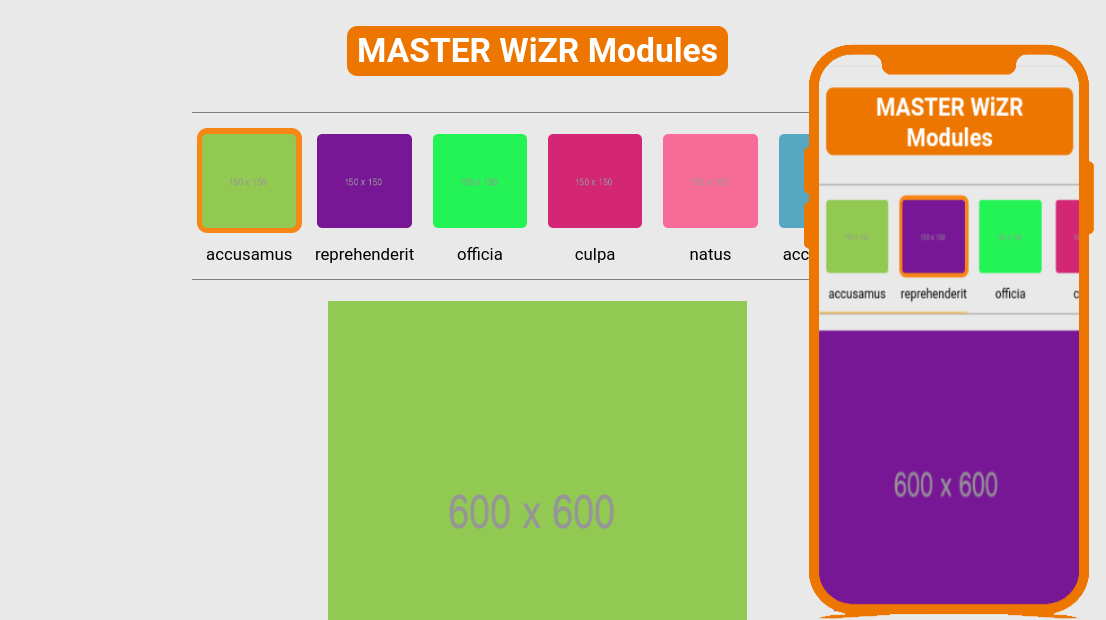 MASTER WiZR Modules
150 x 150
150 x 150
150 x 150
150 x 150
150 x 150
accusamus
reprehenderit
officia
culpa
natus
acc
600 x 600
MASTER WiZR
Modules
150 x 150
150 x 150
150 x 150
accusamus
reprehenderit
officia
c
600 x 600